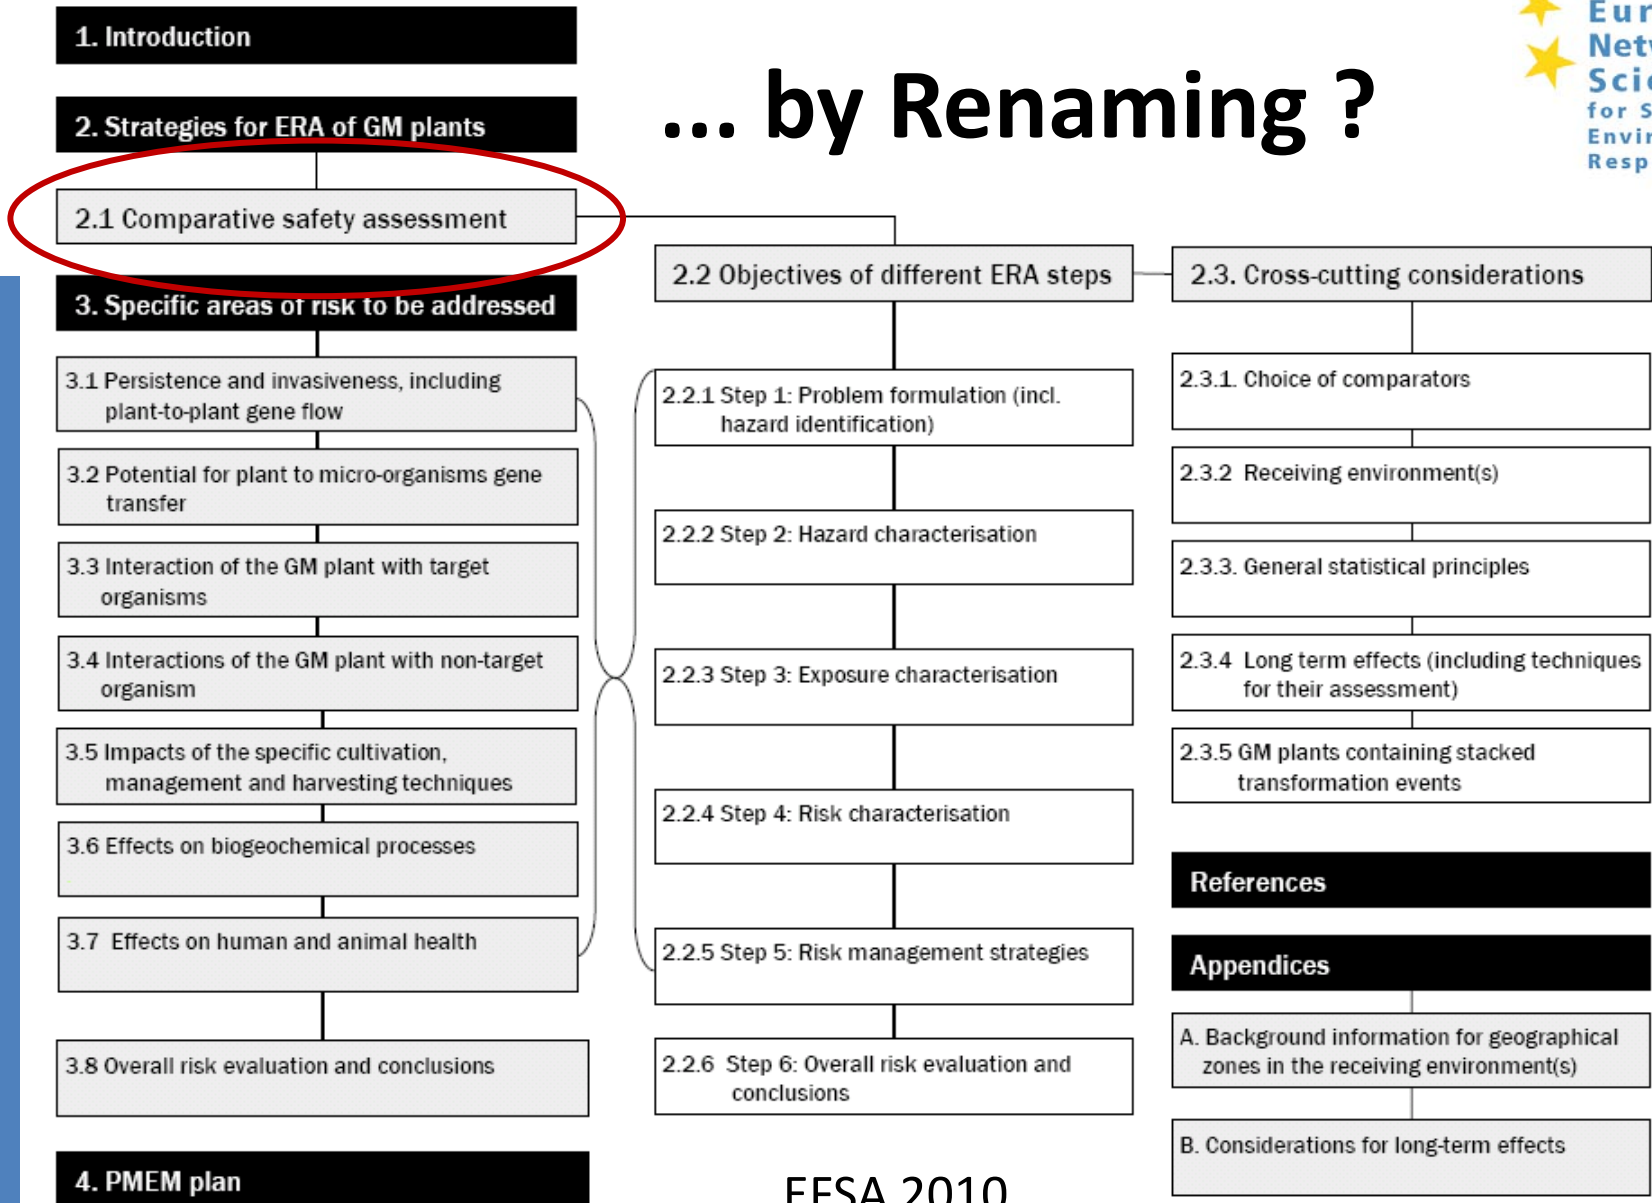 1. Introduction
2. Strategies for ERA of GM plants
... by Renaming ?
2.1 Comparative safety assessment
3. Specific areas of risk to be addressed
3.1 Persistence and invasiveness, including
plant-to-plant gene flow
3.2 Potential for plant to micro-organisms gene
transfer
3.3 Interaction of the GM plant with target
organisms
3.4 Interactions of the GM plant with non-target
organism
3.5 Impacts of the specific cultivation,
management and harvesting techniques
3.6 Effects on biogeochemical processes
3.7 Effects on human and animal health
3.8 Overall risk evaluation and conclusions
4. PMEM plan
2.2 Objectives of different ERA steps
2.2.1 Step 1: Problem formulation (incl.
hazard identification)
2.2.2 Step 2: Hazard characterisation
2.2.3 Step 3: Exposure characterisation
2.2.4 Step 4: Risk characterisation
2.2.5 Step 5: Risk management strategies
2.2.6 Step 6: Overall risk evaluation and
conclusions
EFSA 2010
2.3. Cross-cutting considerations
2.3.1. Choice of comparators
2.3.2 Receiving environment(s)
2.3.3. General statistical principles
2.3.4 Long term effects (including techniques
for their assessment)
2.3.5 GM plants containing stacked
transformation events
References
Appendices
A. Background information for geographical
zones in the receiving environment(s)
B. Considerations for long-term effects
for